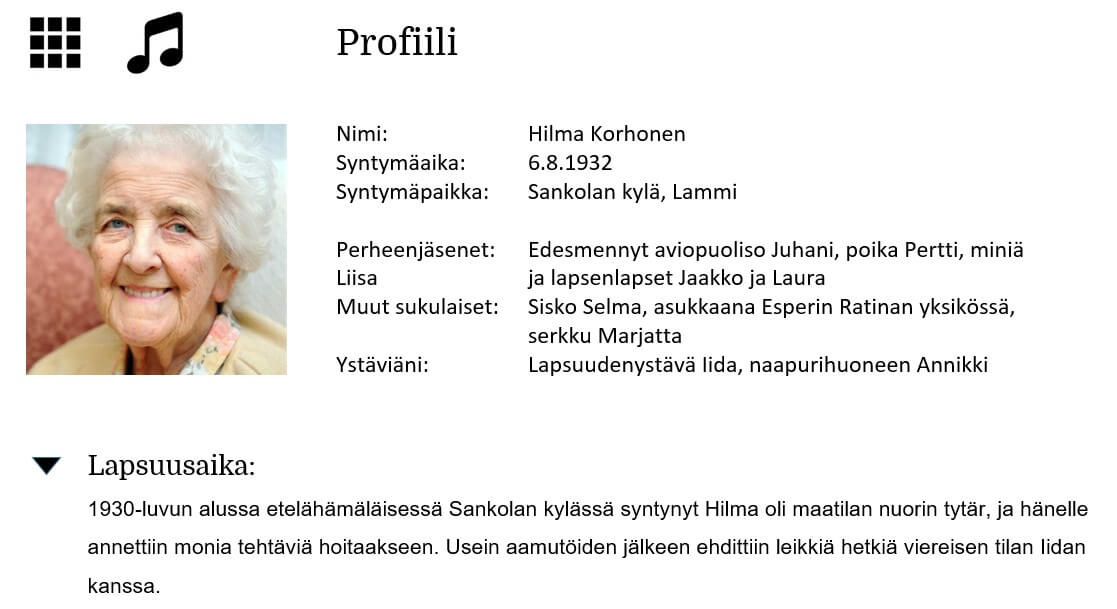 Profiili
Nimi: Hilma Korhonen
Syntymäaika: 6.8.1932
Syntymäpaikka: Sankolan kylä, Lammi
Perheenjäsenet: Edesmennyt aviopuoliso Juhani, poika Pertti, miniä
Liisa ja lapsenlapset Jaakko ja Laura
Muut sukulaiset: Sisko Selma, asukkaana Esperin Ratinan yksikössä,
serkku Marjatta
Ystäviäni: Lapsuudenystävä Iida, naapurihuoneen Annikki
Lapsuusaika:
1930-luvun alussa etelähämäläisessä Sankolan kylässä syntynyt Hilma oli maatilan nuorin tytär, ja hänelle
annettiin monia tehtäviä hoitaakseen. Usein aamutöiden jälkeen ehdittiin leikkiä hetkiä viereisen tilan Iidan
kanssa.